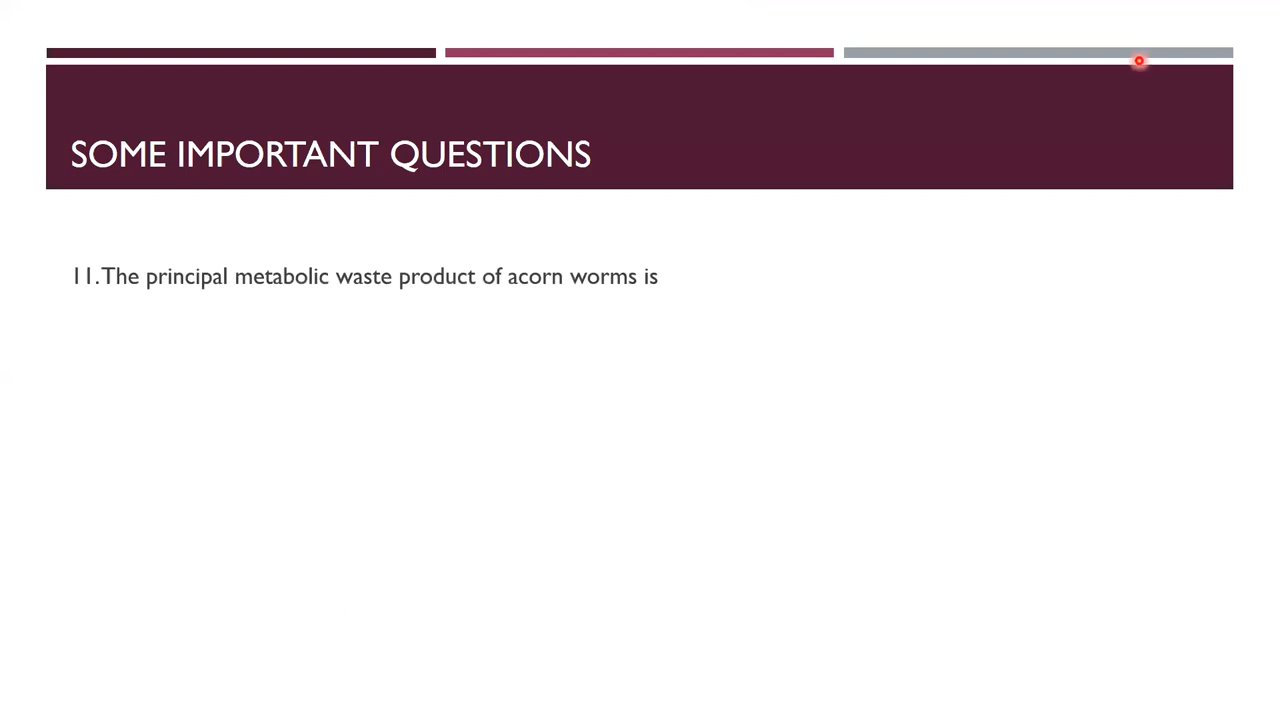 SOME IMPORTANT QUESTIONS
11. The principal metabolic waste product of acorn worms is